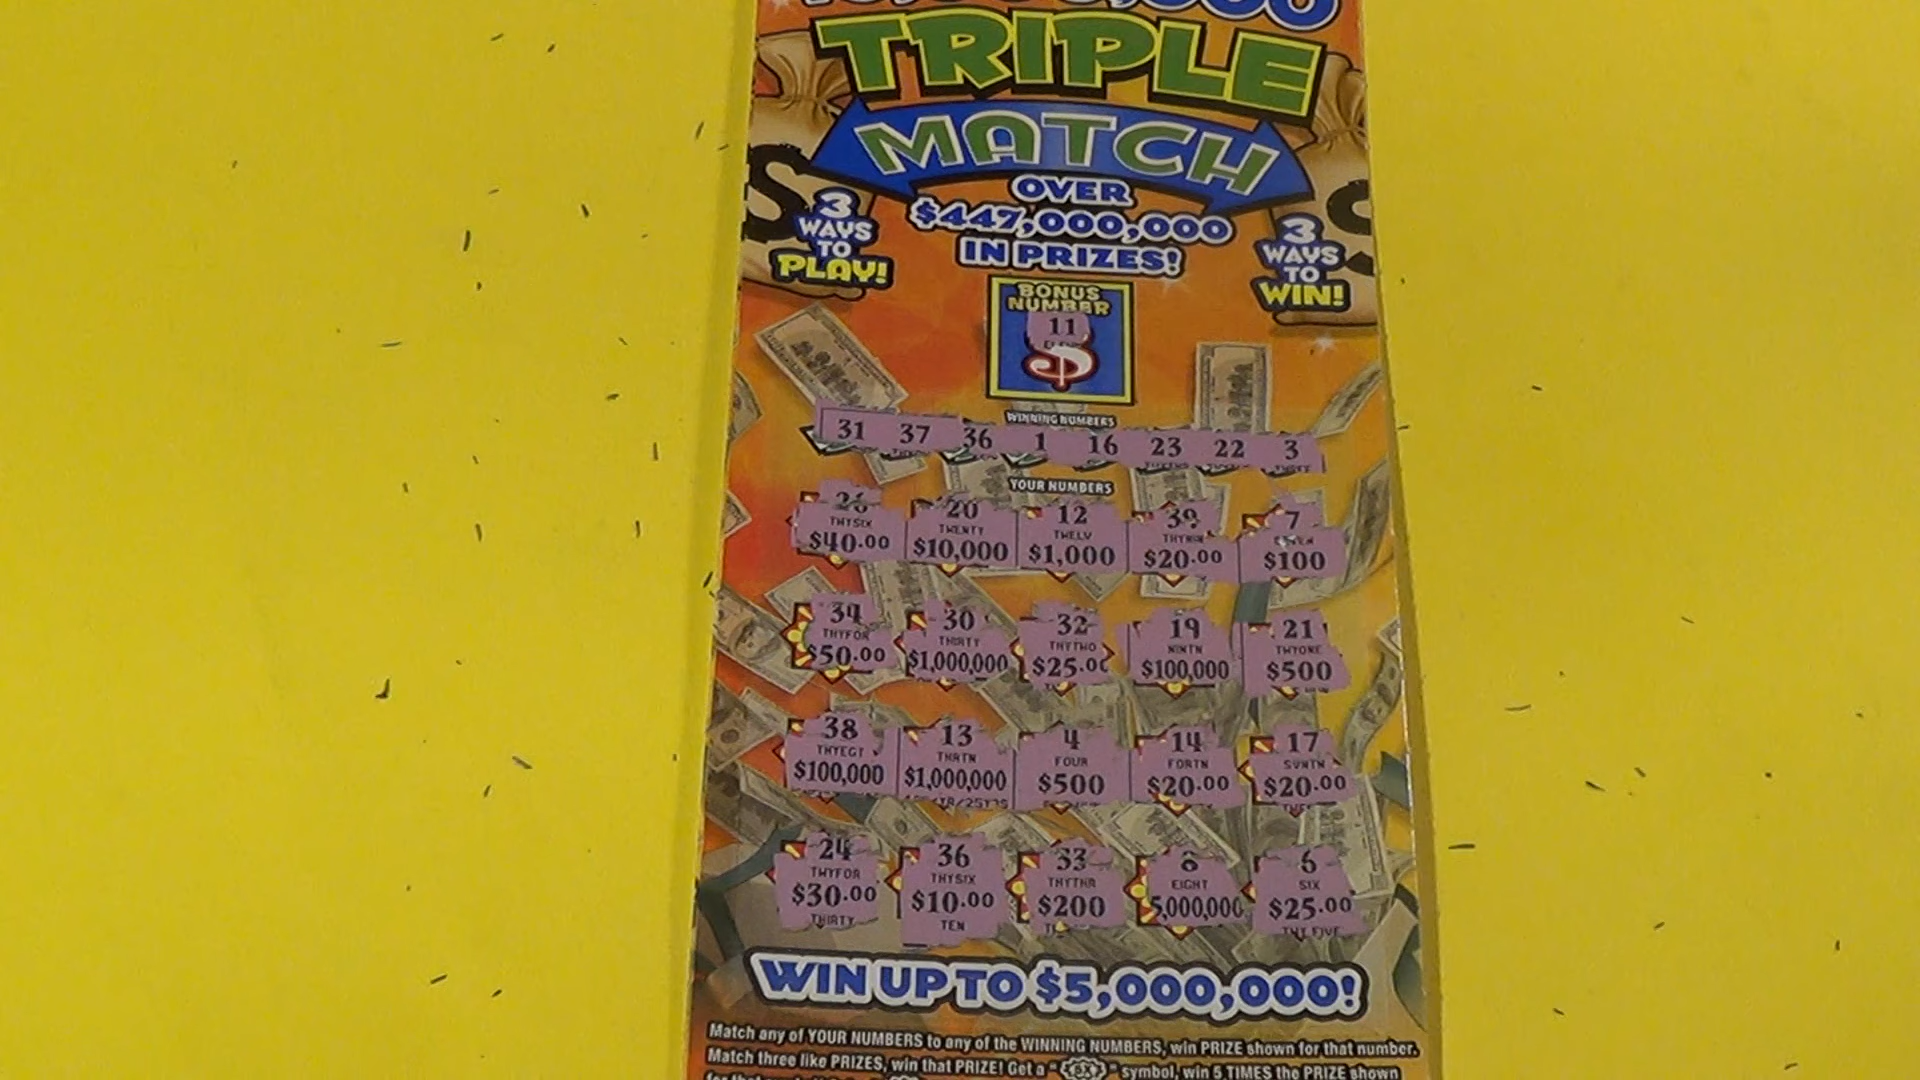 TRIPLE
MATCH
OVER
$447,000,000
IN PRIZES!
3
WAYS
TO
PLAY!
3
WAYS
TO
WIN!
BONUS
NUMBER
11
WINNING NUMBERS
31 37 36 1 16 23 22 3
YOUR NUMBERS
20 12 39 7
THYSIX TWENTY TWELV
$40.00 $10,000 $1,000 $20.00 $100
34 30 32 19 21
THYFOR THIRTY THYTWO NINTN TWYONE
$50.00 $1,000,000 $25.00 $100,000 $500
38 13 4 14 17
THYEGT THRTN FOUR FORTN SVNTN
$100,000 $1,000,000 $500 $20.00 $20.00
24 36 33 8 6
TWYFOR THYSIX THYTHR EIGHT SIX
$30.00 $10.00 $200 5,000,000 $25.00
THIRTY TEN THY FIVE
WIN UP TO $5,000,000!
Match any of YOUR NUMBERS to any of the WINNING NUMBERS, win PRIZE shown for that number.
Match three like PRIZES, win that PRIZE! Get a "5X" symbol, win 5 TIMES the PRIZE shown